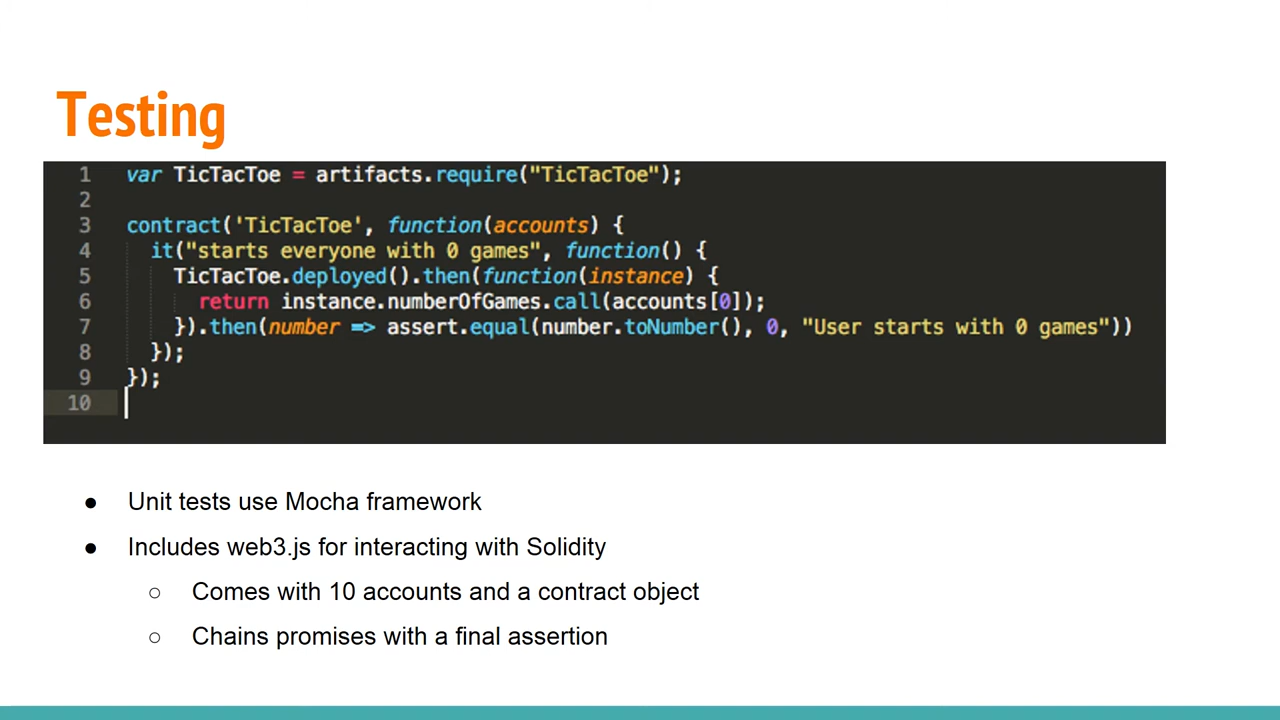 Testing
1 var TicTacToe = artifacts.require("TicTacToe");
2
3 contract('TicTacToe', function(accounts) {
4 it("starts everyone with 0 games", function() {
5 TicTacToe.deployed().then(function(instance) {
6 return instance.numberOfGames.call(accounts[0]);
7 }).then(number => assert.equal(number.toNumber(), 0, "User starts with 0 games"))
8 });
9 });
10
● Unit tests use Mocha framework
● Includes web3.js for interacting with Solidity
○ Comes with 10 accounts and a contract object
○ Chains promises with a final assertion